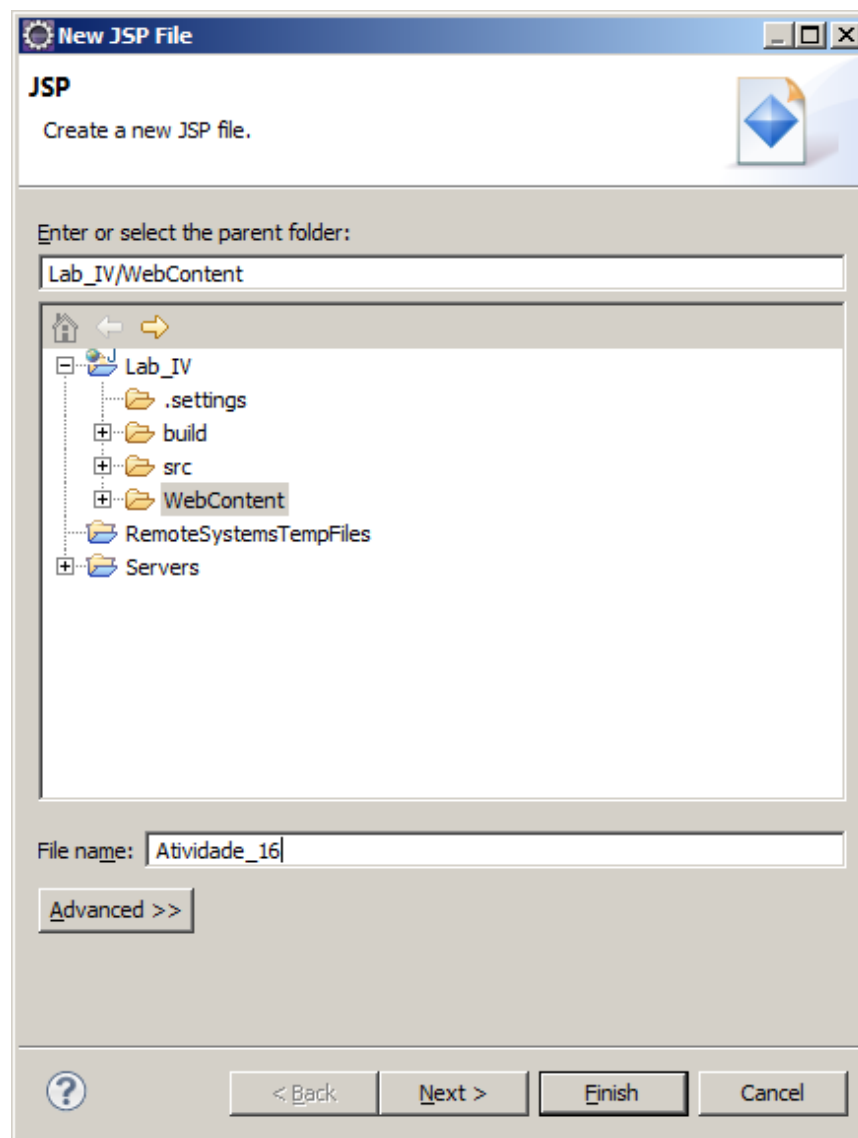 New JSP File
JSP
Create a new JSP file.
Enter or select the parent folder:
Lab_IV/WebContent
Lab_IV
.settings
build
src
WebContent
RemoteSystemsTempFiles
Servers
File name: Atividade_16
Advanced >>
? < Back Next > Finish Cancel